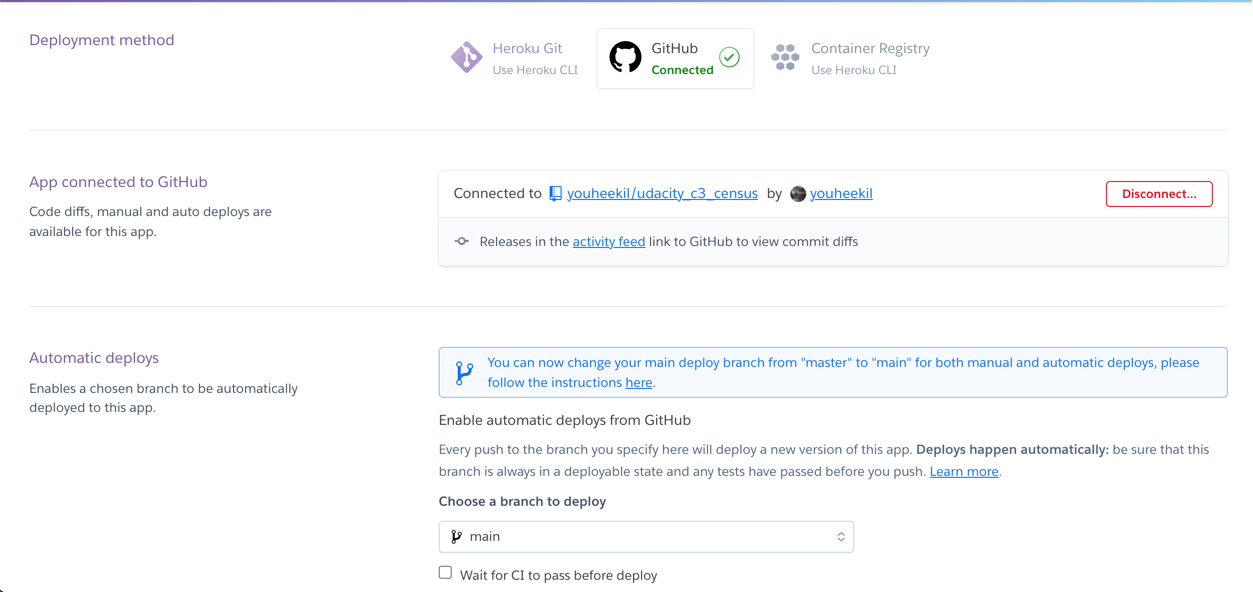 Deployment method
Heroku Git
Use Heroku CLI
GitHub
Connected
Container Registry
Use Heroku CLI
App connected to GitHub
Code diffs, manual and auto deploys are
available for this app.
Connected to youheekil/udacity_c3_census by youheekil
Disconnect...
Releases in the activity feed link to GitHub to view commit diffs
Automatic deploys
Enables a chosen branch to be automatically
deployed to this app.
You can now change your main deploy branch from "master" to "main" for both manual and automatic deploys, please
follow the instructions here.
Enable automatic deploys from GitHub
Every push to the branch you specify here will deploy a new version of this app. Deploys happen automatically: be sure that this
branch is always in a deployable state and any tests have passed before you push. Learn more.
Choose a branch to deploy
main
Wait for CI to pass before deploy